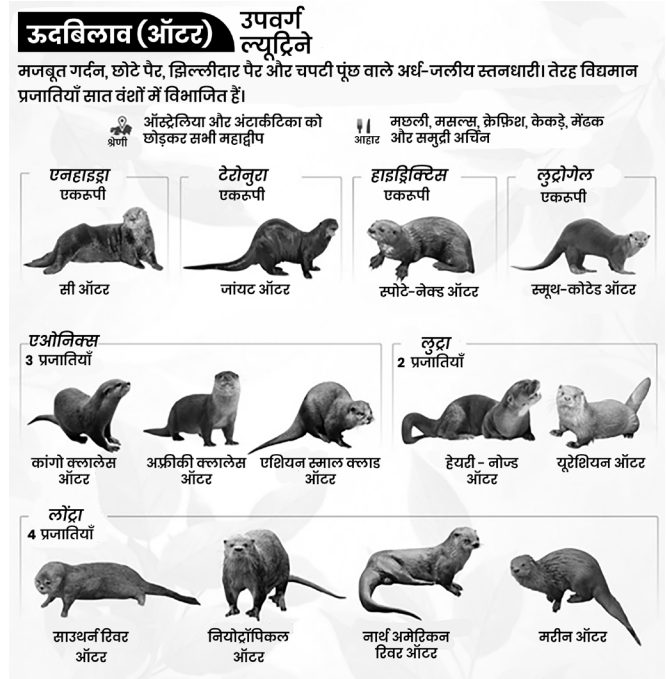 ऊदबिलाव (ऑटर)
उपवर्ग
ल्यूट्रिने
मजबूत गर्दन, छोटे पैर, झिल्लीदार पैर और चपटी पूंछ वाले अर्ध-जलीय स्तनधारी। तेरह विद्यमान
प्रजातियाँ सात वंशों में विभाजित हैं।
श्रेणी
ऑस्ट्रेलिया और अंटार्कटिका को
छोड़कर सभी महाद्वीप
आहार
मछली, मसल्स, क्रेफ़िश, केकड़े, मेंढक
और समुद्री अर्चिन
एनहाइड्रा
एकरूपी
सी ऑटर
टेरोनुरा
एकरूपी
जांयट ऑटर
हाइड्रिक्टिस
एकरूपी
स्पोटे-नेक्ड ऑटर
लुट्रोगेल
एकरूपी
स्मूथ-कोटेड ऑटर
एओनिक्स
3 प्रजातियाँ
कांगो क्लालेस
ऑटर
अफ़्रीकी क्लालेस
ऑटर
एशियन स्माल क्लाड
ऑटर
लुट्रा
2 प्रजातियाँ
हेयरी - नोज्ड
ऑटर
यूरेशियन ऑटर
लोंट्रा
4 प्रजातियाँ
साउथर्न रिवर
ऑटर
नियोट्रॉपिकल
ऑटर
नार्थ अमेरिकन
रिवर ऑटर
मरीन ऑटर